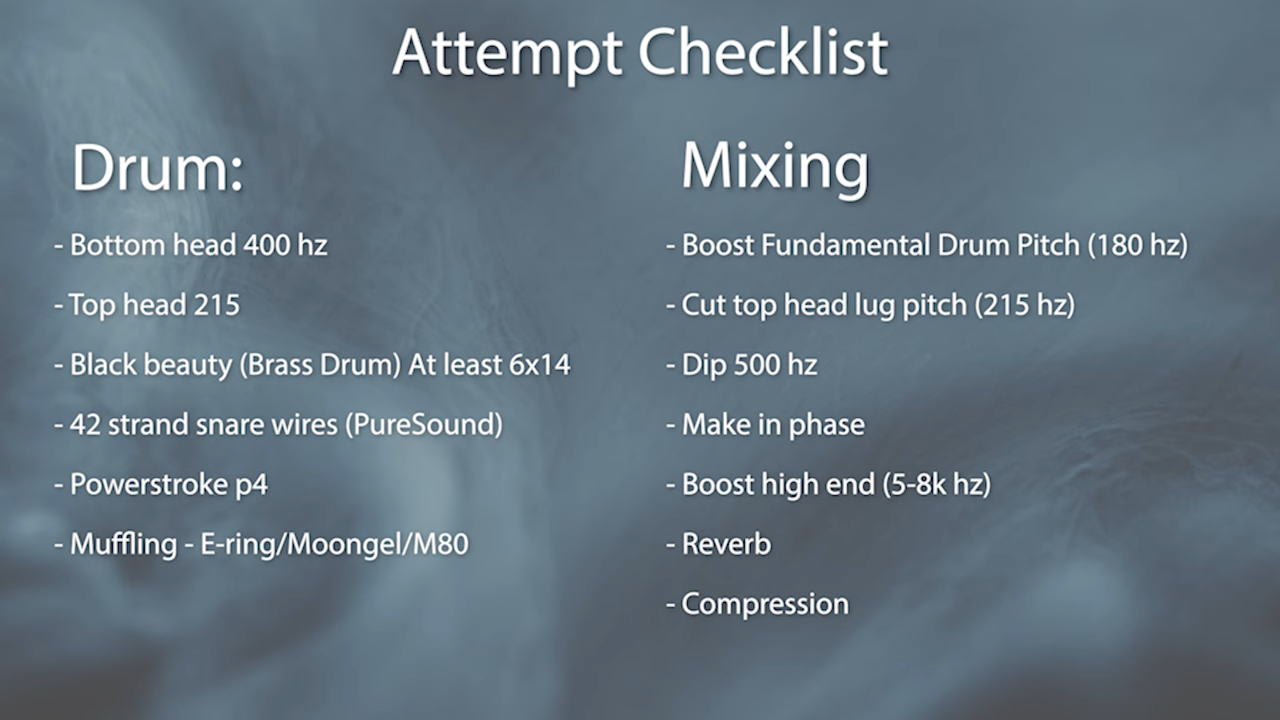 Attempt Checklist
Drum:
- Bottom head 400 hz
- Top head 215
- Black beauty (Brass Drum) At least 6x14
- 42 strand snare wires (PureSound)
- Powerstroke p4
- Muffling - E-ring/Moongel/M80
Mixing
- Boost Fundamental Drum Pitch (180 hz)
- Cut top head lug pitch (215 hz)
- Dip 500 hz
- Make in phase
- Boost high end (5-8k hz)
- Reverb
- Compression